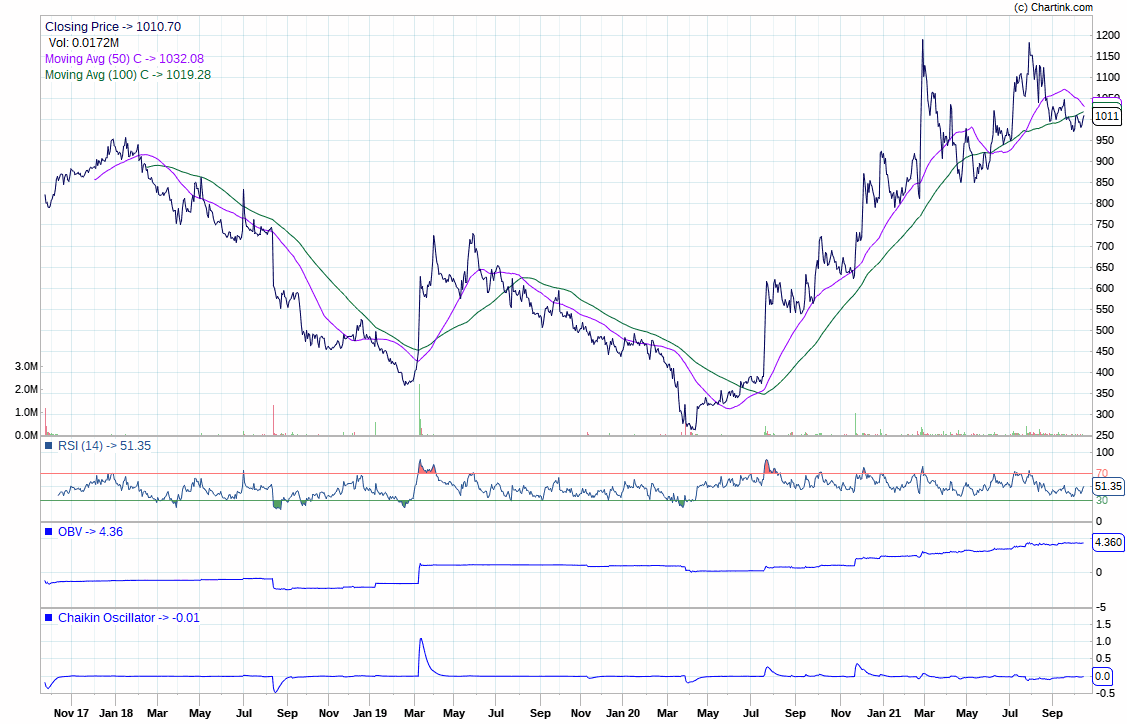 (c) Chartink.com
Closing Price -> 1010.70
Vol: 0.0172M
Moving Avg (50) C -> 1032.08
Moving Avg (100) C -> 1019.28
1200
1150
1100
1050
1011
950
900
850
800
750
700
650
600
550
500
450
400
350
300
250
3.0M
2.0M
1.0M
0.0M
RSI (14) -> 51.35
100
70
51.35
30
0
OBV -> 4.36
4.360
0
-5
Chaikin Oscillator -> -0.01
1.5
1.0
0.5
0.0
-0.5
Nov 17 Jan 18 Mar May Jul Sep Nov Jan 19 Mar May Jul Sep Nov Jan 20 Mar May Jul Sep Nov Jan 21 Mar May Jul Sep